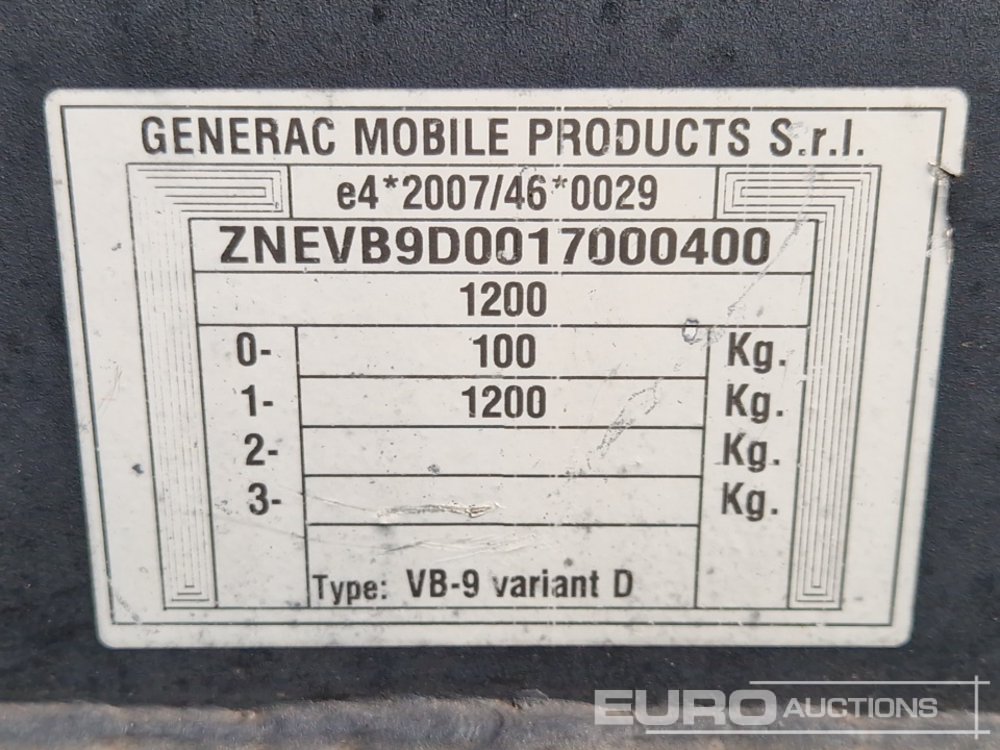 GENERAC MOBILE PRODUCTS S.r.l.
e4*2007/46*0029
ZNEVB9D0017000400
1200
0- 100 Kg.
1- 1200 Kg.
2- Kg.
3- Kg.
Type: VB-9 variant D
EURO AUCTIONS